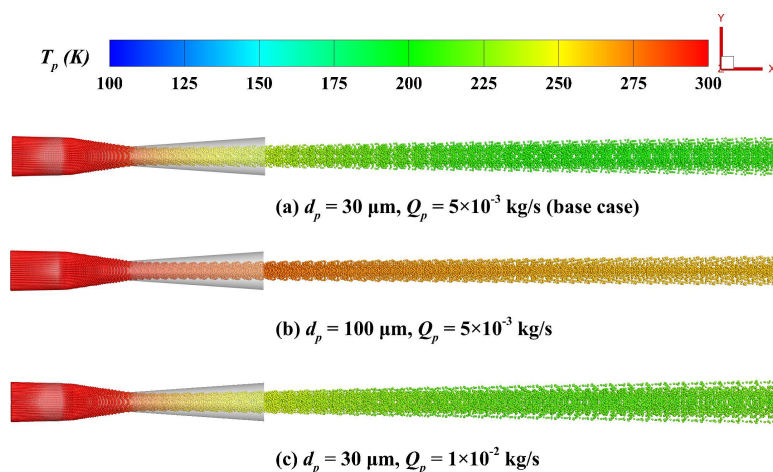 Y
Z X
T_p (K)
100 125 150 175 200 225 250 275 300
(a) d_p = 30 μm, Q_p = 5×10⁻³ kg/s (base case)
(b) d_p = 100 μm, Q_p = 5×10⁻³ kg/s
(c) d_p = 30 μm, Q_p = 1×10⁻² kg/s